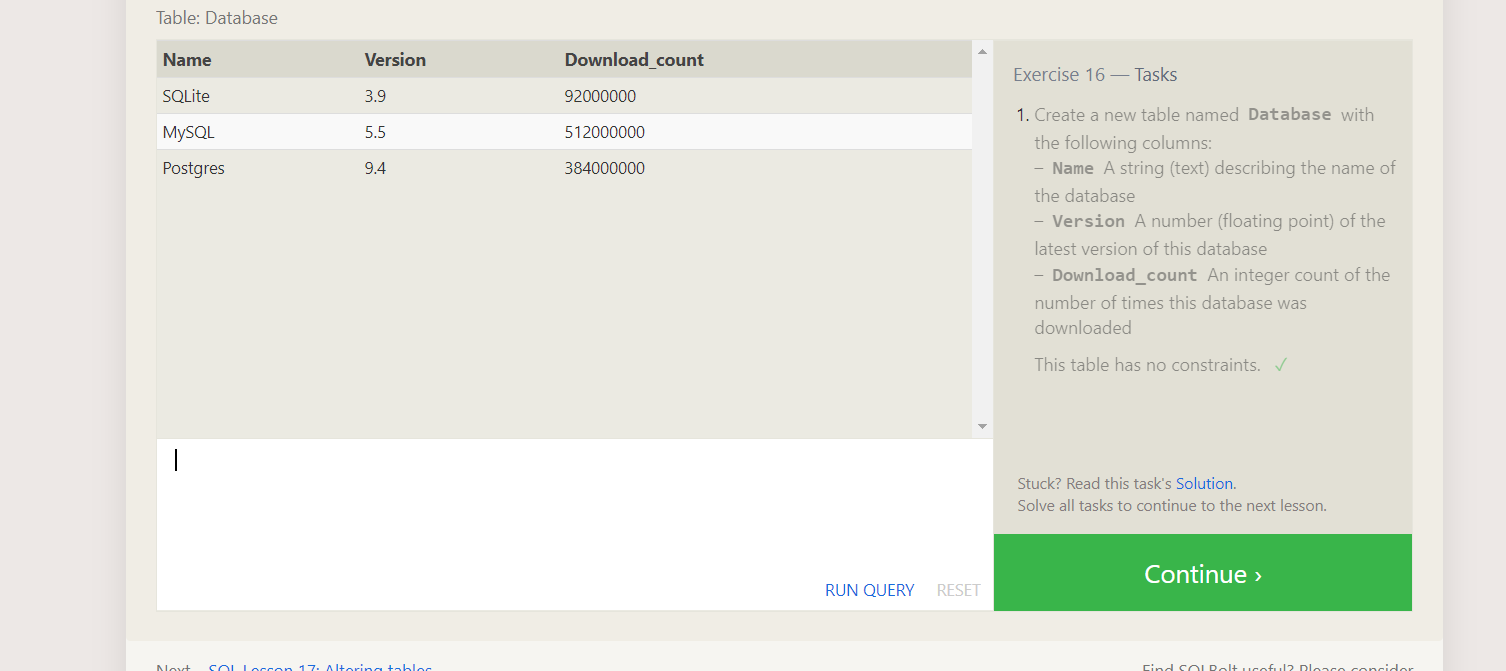 Table: Database
Name Version Download_count
SQLite 3.9 92000000
MySQL 5.5 512000000
Postgres 9.4 384000000
RUN QUERY RESET
Exercise 16 — Tasks
1. Create a new table named Database with
the following columns:
– Name A string (text) describing the name of
the database
– Version A number (floating point) of the
latest version of this database
– Download_count An integer count of the
number of times this database was
downloaded
This table has no constraints. ✓
Stuck? Read this task's Solution.
Solve all tasks to continue to the next lesson.
Continue ›
Next – SQL Lesson 17: Altering tables
Find SQLBolt useful? Please consider